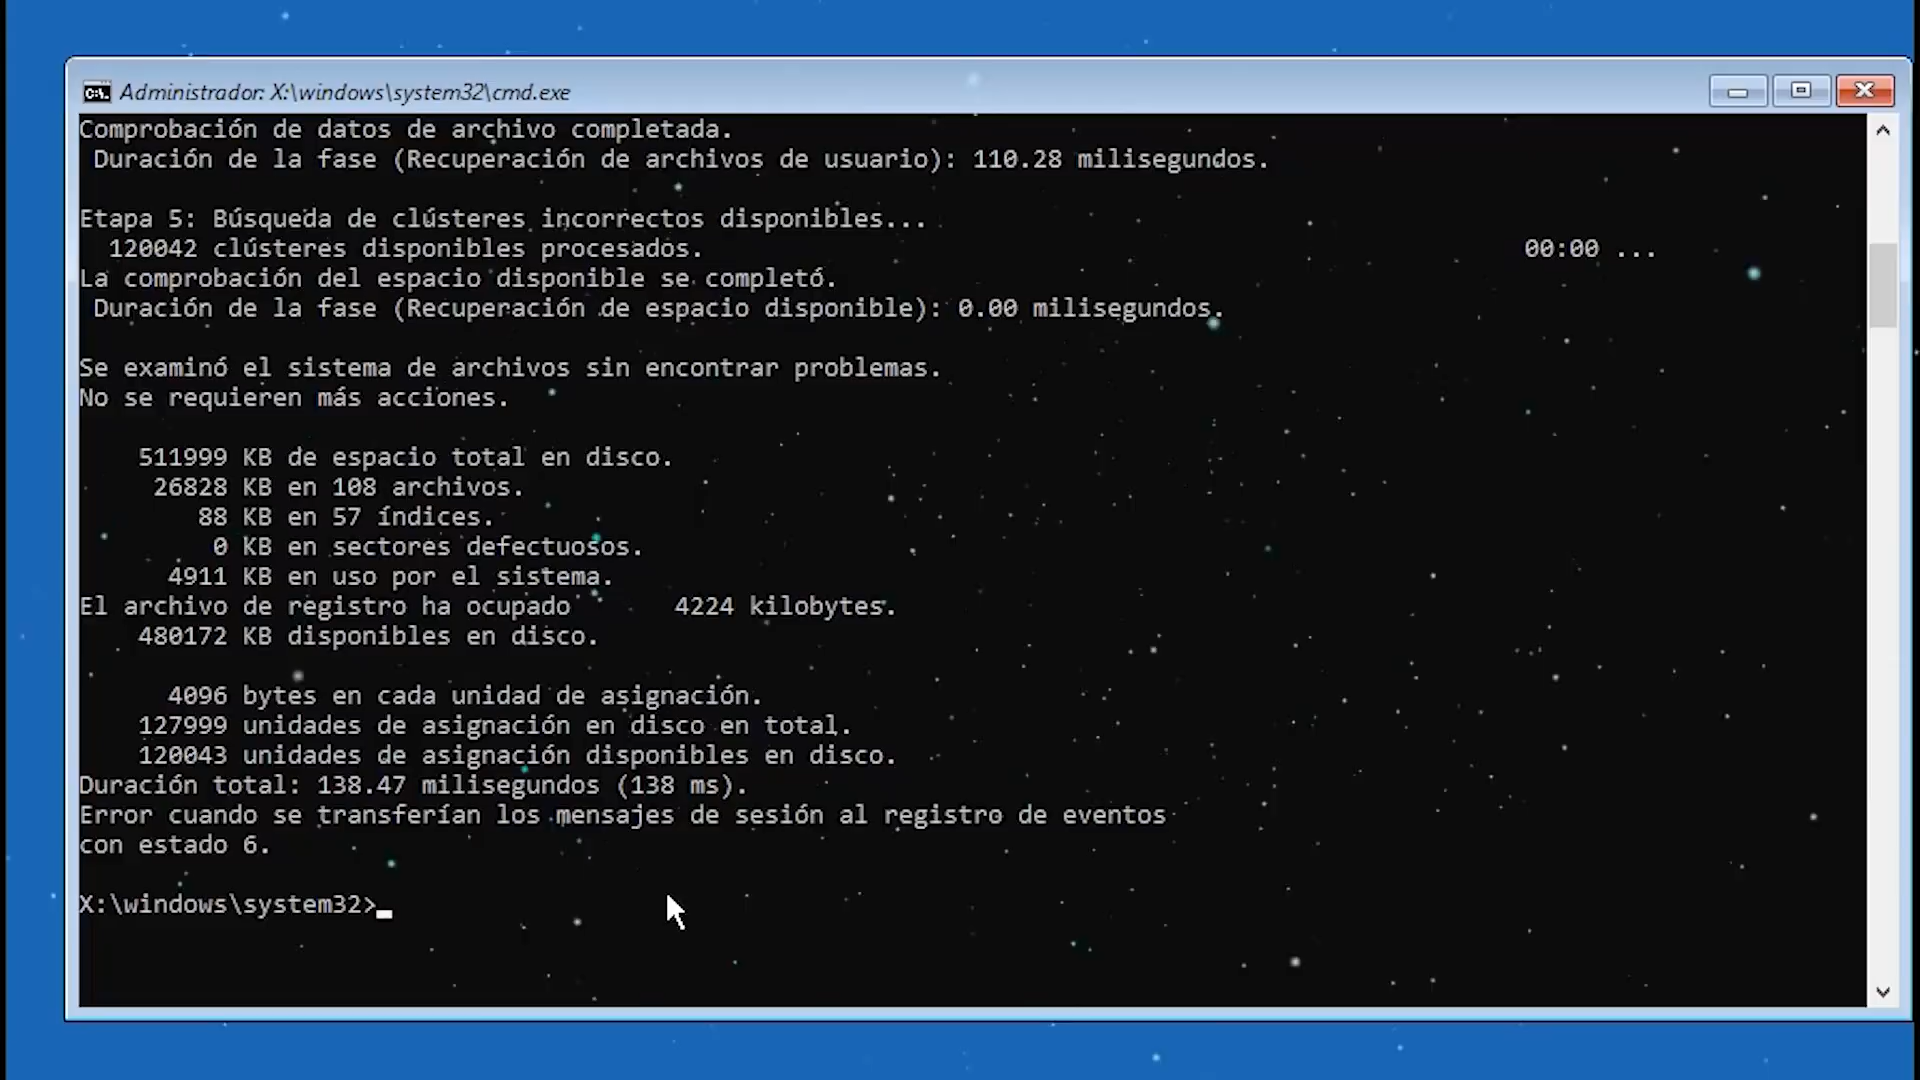 Administrador: X:\windows\system32\cmd.exe
Comprobación de datos de archivo completada.
Duración de la fase (Recuperación de archivos de usuario): 110.28 milisegundos.
Etapa 5: Búsqueda de clústeres incorrectos disponibles...
120042 clústeres disponibles procesados. 00:00 ...
La comprobación del espacio disponible se completó.
Duración de la fase (Recuperación de espacio disponible): 0.00 milisegundos.
Se examinó el sistema de archivos sin encontrar problemas.
No se requieren más acciones.
511999 KB de espacio total en disco.
26828 KB en 108 archivos.
88 KB en 57 índices.
0 KB en sectores defectuosos.
4911 KB en uso por el sistema.
El archivo de registro ha ocupado 4224 kilobytes.
480172 KB disponibles en disco.
4096 bytes en cada unidad de asignación.
127999 unidades de asignación en disco en total.
120043 unidades de asignación disponibles en disco.
Duración total: 138.47 milisegundos (138 ms).
Error cuando se transferían los mensajes de sesión al registro de eventos
con estado 6.
X:\windows\system32>